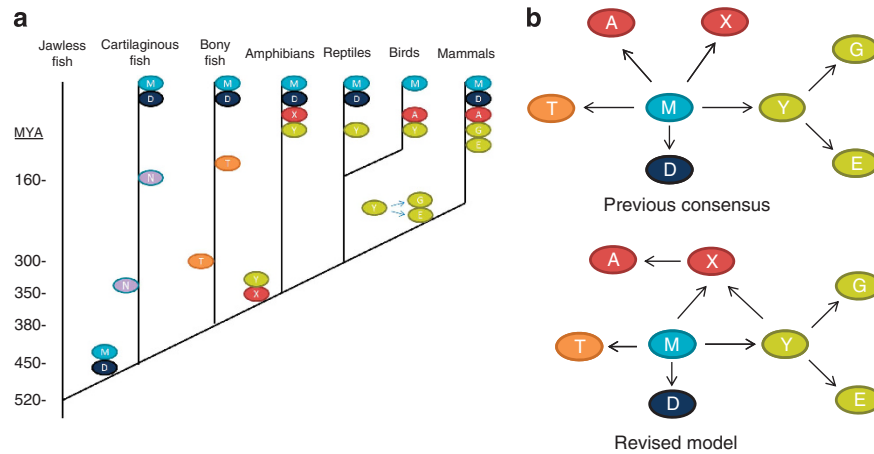 a
Jawless fish
Cartilaginous fish
Bony fish
Amphibians
Reptiles
Birds
Mammals
MYA
160-
300-
350-
380-
450-
520-
M
D
N
N
M
D
M
D
T
T
M
D
X
Y
Y
X
M
D
Y
M
A
Y
M
D
A
G
E
Y
G
E
b
A
X
G
T
M
Y
D
E
Previous consensus
A
X
G
T
M
Y
D
E
Revised model